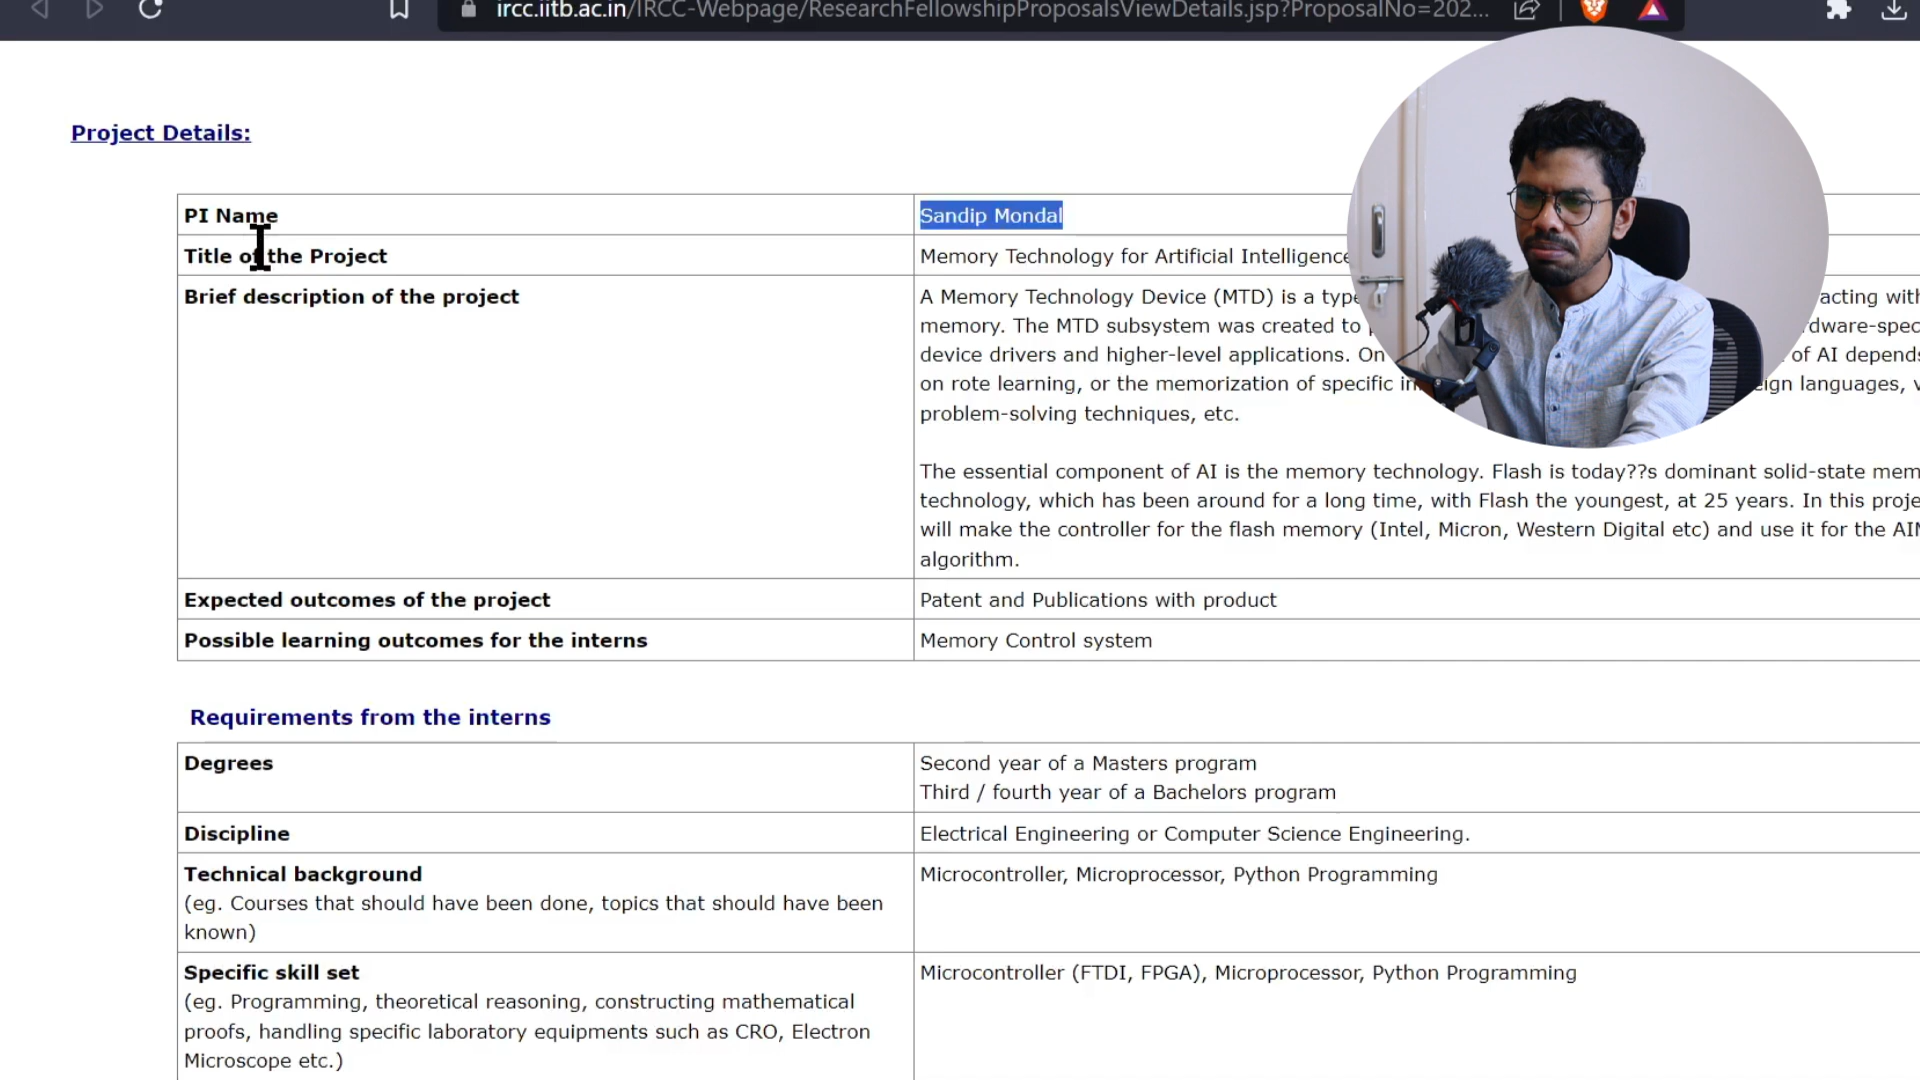 ircc.iitb.ac.in/IRCC-Webpage/ResearchFellowshipProposalsViewDetails.jsp?ProposalNo=202...
Project Details:
PI Name
Sandip Mondal
Title of the Project
Memory Technology for Artificial Intelligence
Brief description of the project
A Memory Technology Device (MTD) is a type acting with
memory. The MTD subsystem was created to
device drivers and higher-level applications. On of AI depends
on rote learning, or the memorization of specific languages,
problem-solving techniques, etc.
The essential component of AI is the memory technology. Flash is today??s dominant solid-state mem
technology, which has been around for a long time, with Flash the youngest, at 25 years. In this proje
will make the controller for the flash memory (Intel, Micron, Western Digital etc) and use it for the
algorithm.
Expected outcomes of the project
Patent and Publications with product
Possible learning outcomes for the interns
Memory Control system
Requirements from the interns
Degrees
Second year of a Masters program
Third / fourth year of a Bachelors program
Discipline
Electrical Engineering or Computer Science Engineering.
Technical background
(eg. Courses that should have been done, topics that should have been
known)
Microcontroller, Microprocessor, Python Programming
Specific skill set
(eg. Programming, theoretical reasoning, constructing mathematical
proofs, handling specific laboratory equipments such as CRO, Electron
Microscope etc.)
Microcontroller (FTDI, FPGA), Microprocessor, Python Programming